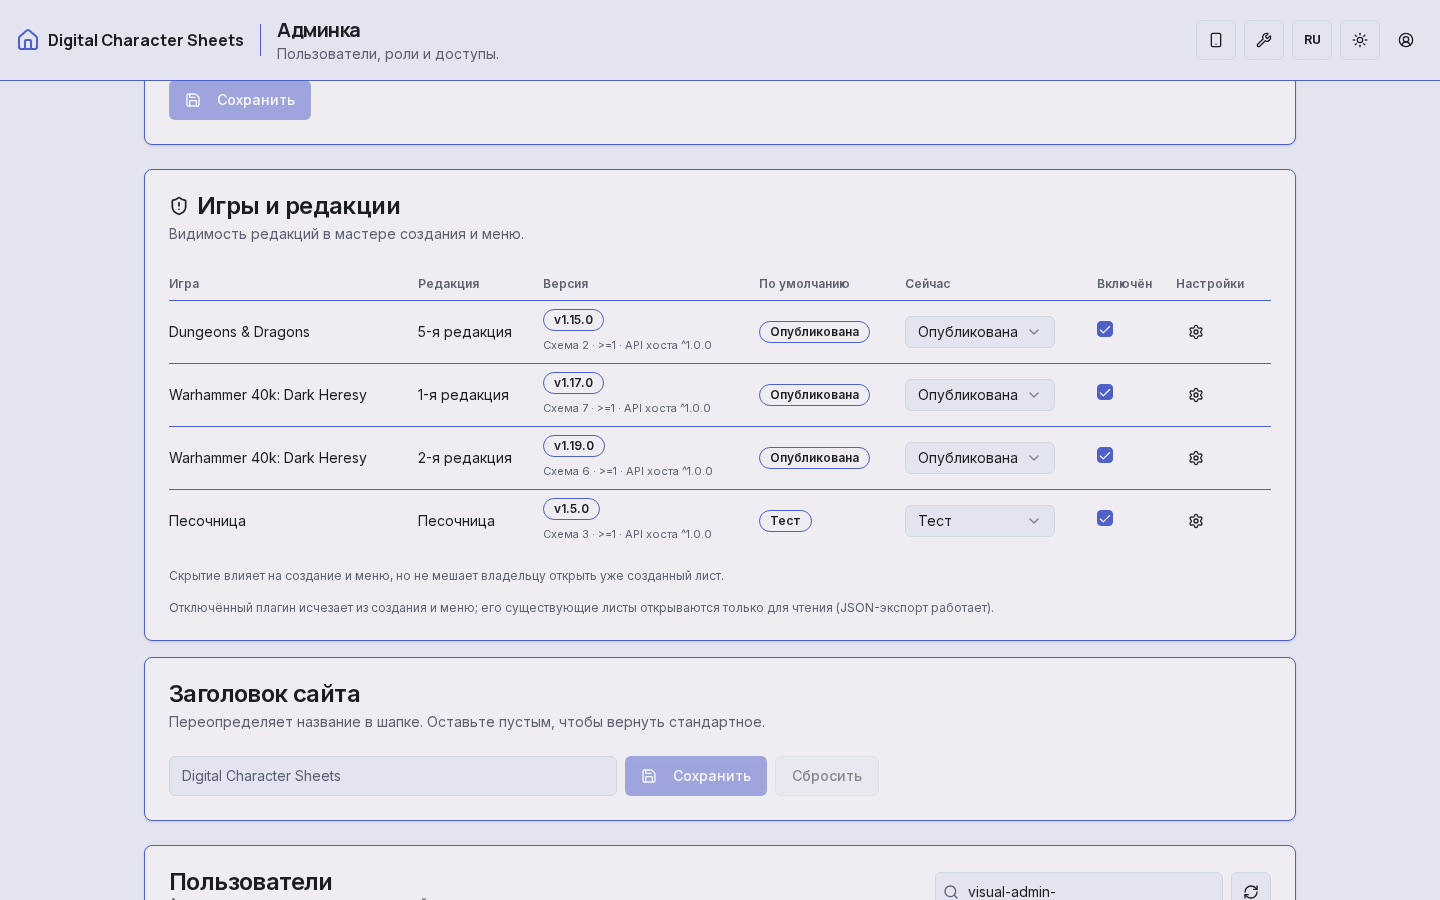 Digital Character Sheets
Админка
Пользователи, роли и доступы.
RU
Сохранить
Игры и редакции
Видимость редакций в мастере создания и меню.
Игра Редакция Версия По умолчанию Сейчас Включён Настройки
Dungeons & Dragons 5-я редакция v1.15.0 Опубликована Опубликована
Схема 2 · >=1 · API хоста ^1.0.0
Warhammer 40k: Dark Heresy 1-я редакция v1.17.0 Опубликована Опубликована
Схема 7 · >=1 · API хоста ^1.0.0
Warhammer 40k: Dark Heresy 2-я редакция v1.19.0 Опубликована Опубликована
Схема 6 · >=1 · API хоста ^1.0.0
Песочница Песочница v1.5.0 Тест Тест
Схема 3 · >=1 · API хоста ^1.0.0
Скрытие влияет на создание и меню, но не мешает владельцу открыть уже созданный лист.
Отключённый плагин исчезает из создания и меню; его существующие листы открываются только для чтения (JSON-экспорт работает).
Заголовок сайта
Переопределяет название в шапке. Оставьте пустым, чтобы вернуть стандартное.
Digital Character Sheets Сохранить Сбросить
Пользователи
visual-admin-